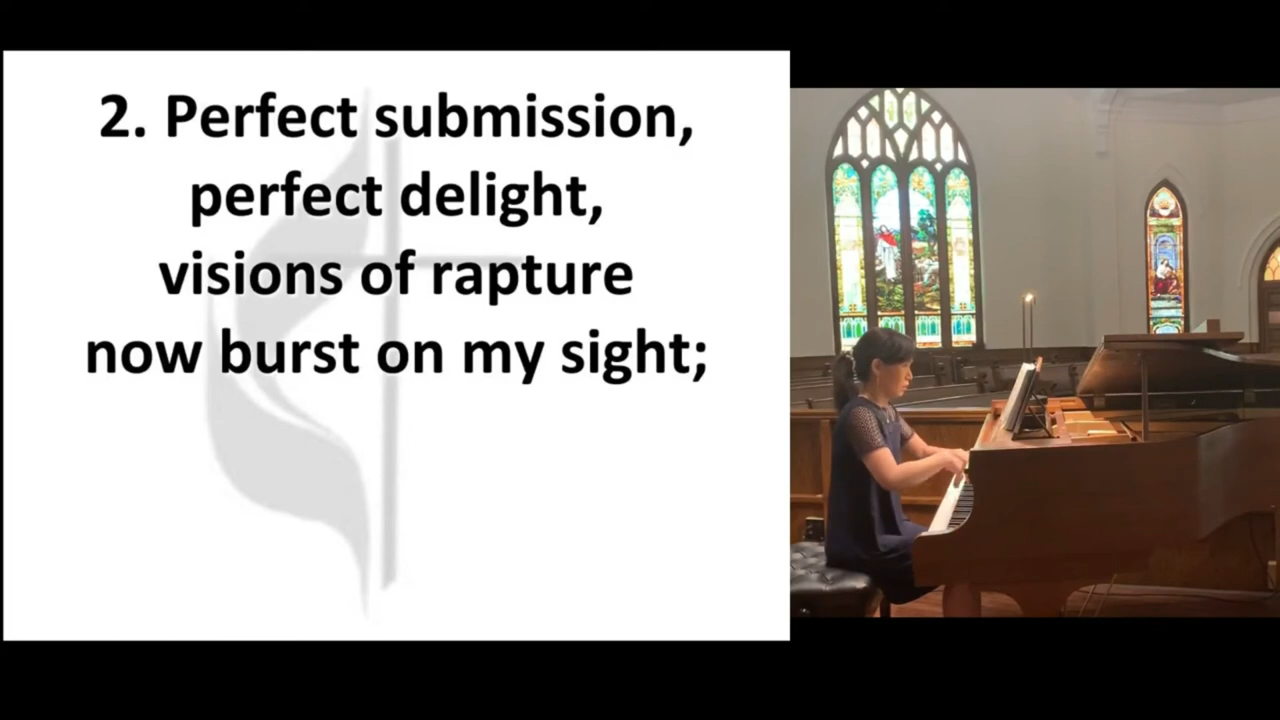 2. Perfect submission,
perfect delight,
visions of rapture
now burst on my sight;